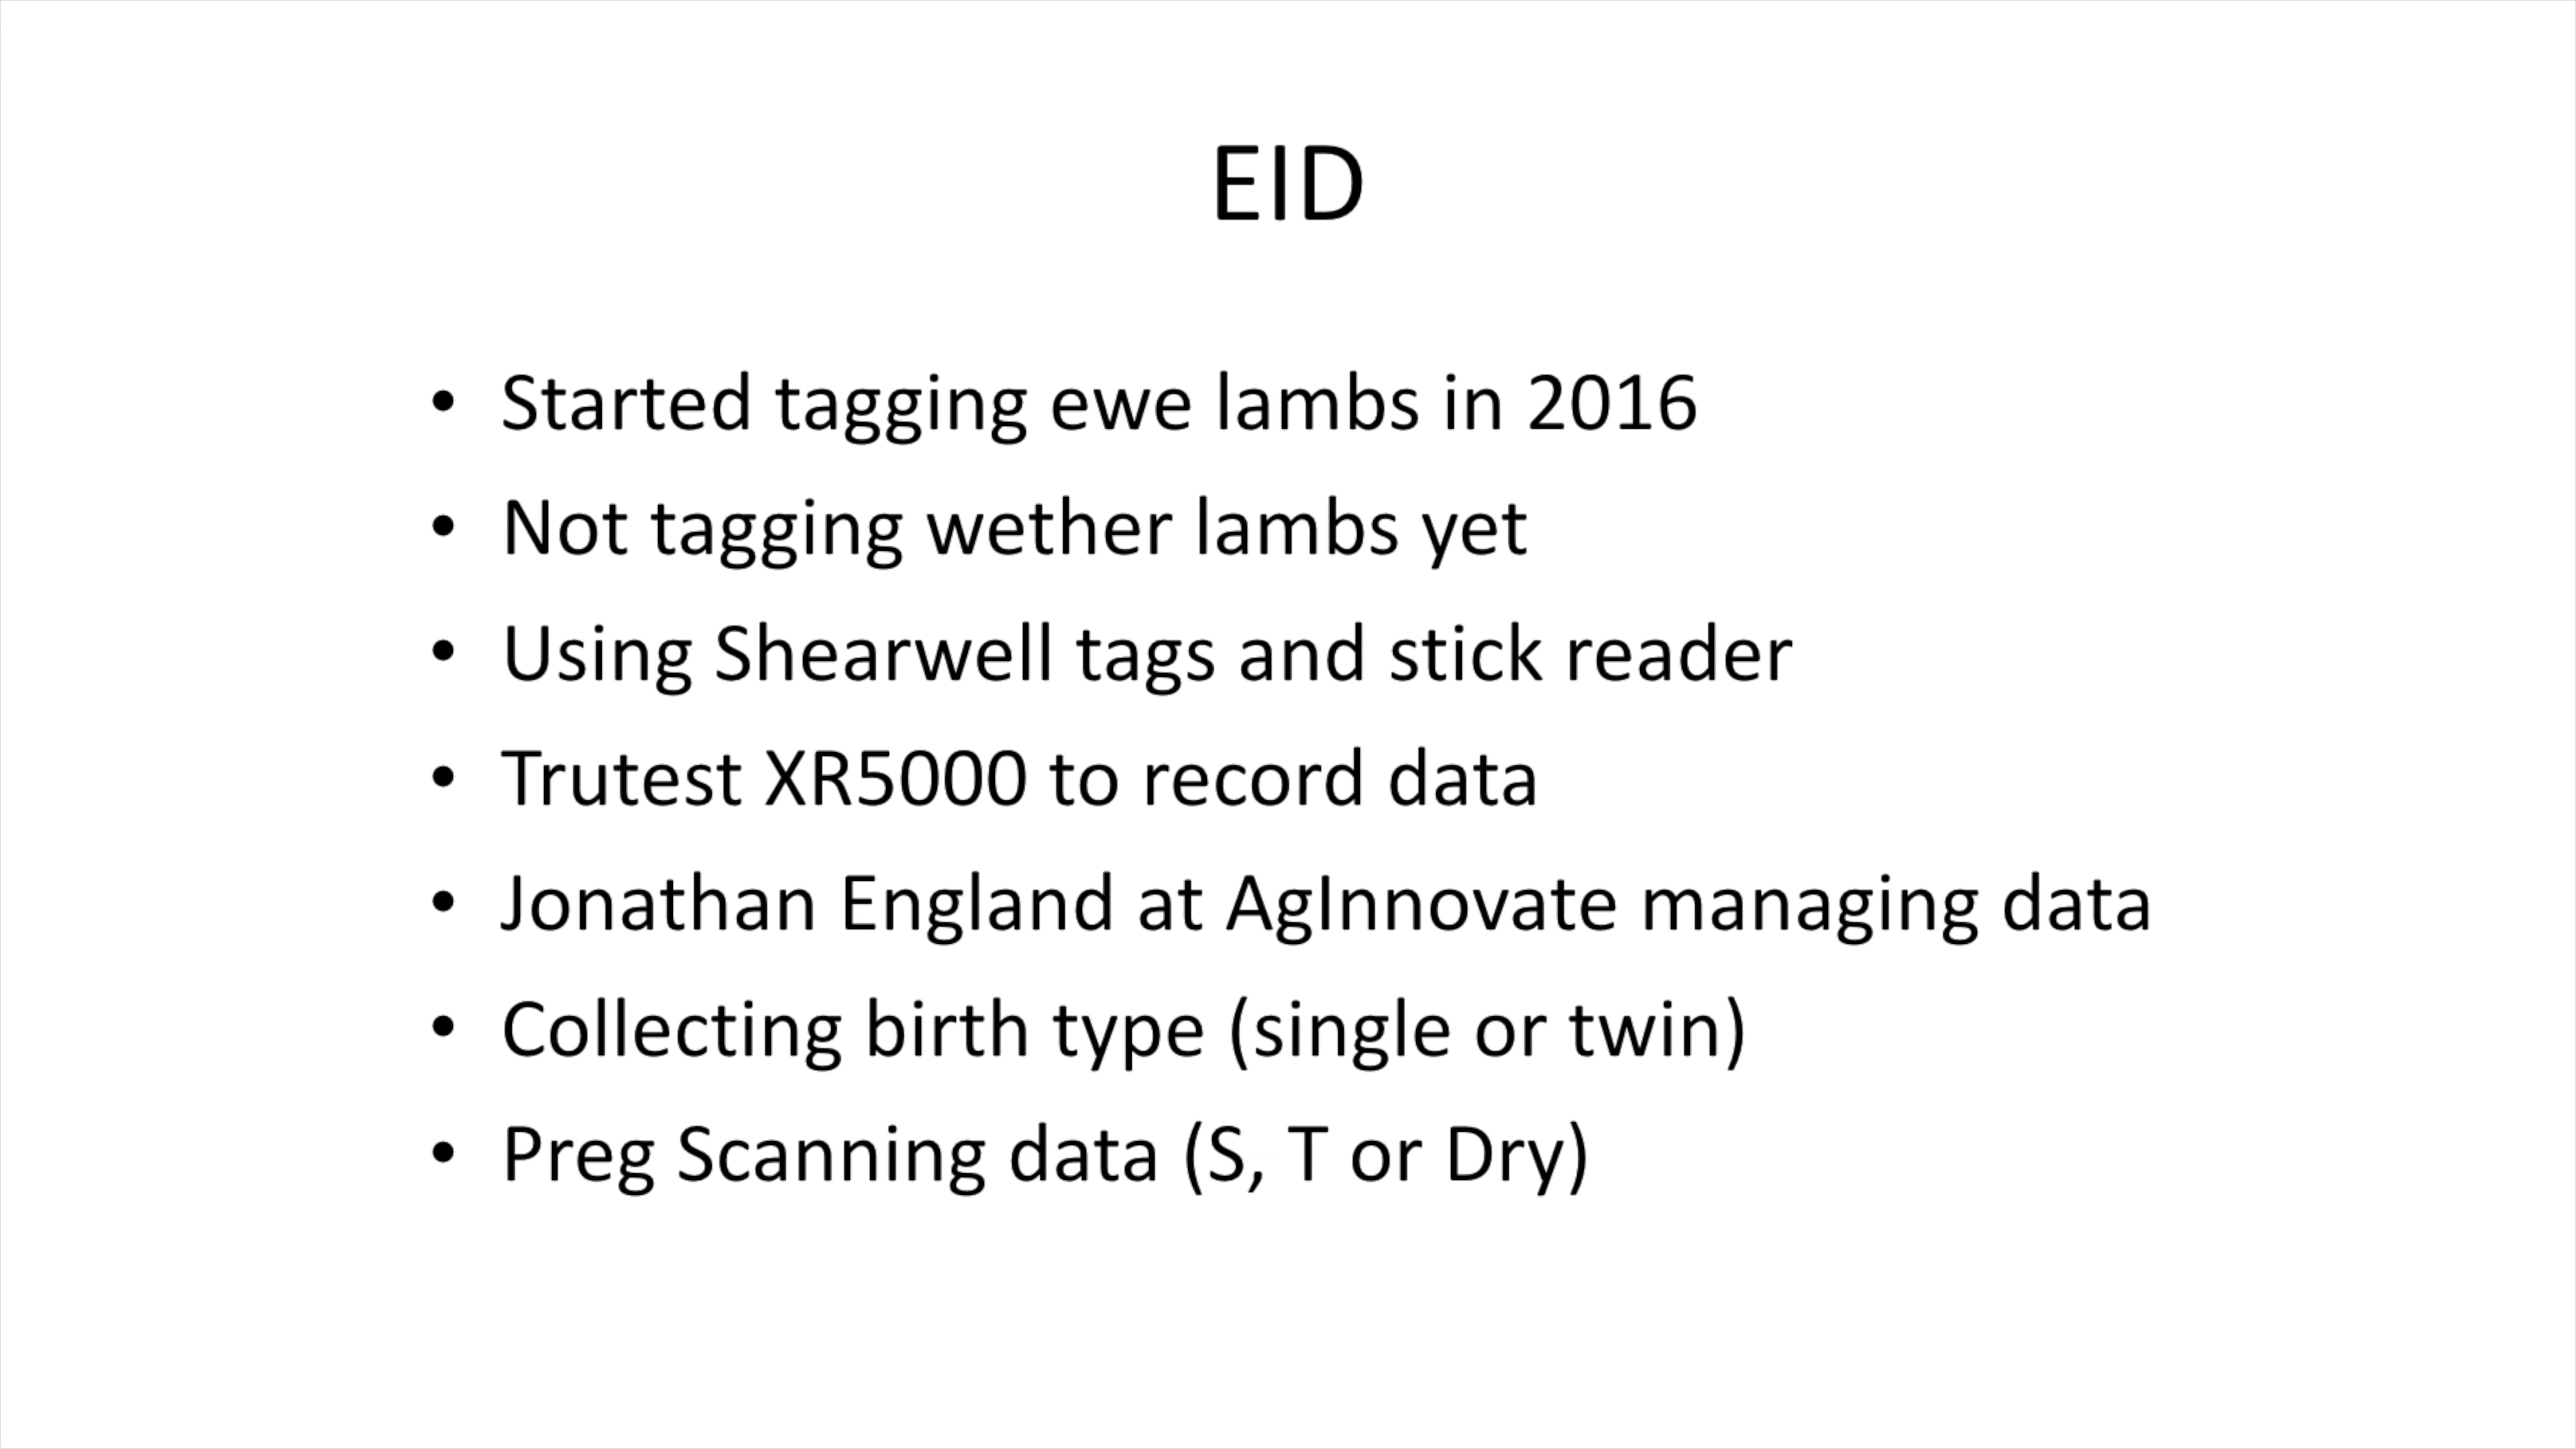 EID
• Started tagging ewe lambs in 2016
• Not tagging wether lambs yet
• Using Shearwell tags and stick reader
• Trutest XR5000 to record data
• Jonathan England at AgInnovate managing data
• Collecting birth type (single or twin)
• Preg Scanning data (S, T or Dry)